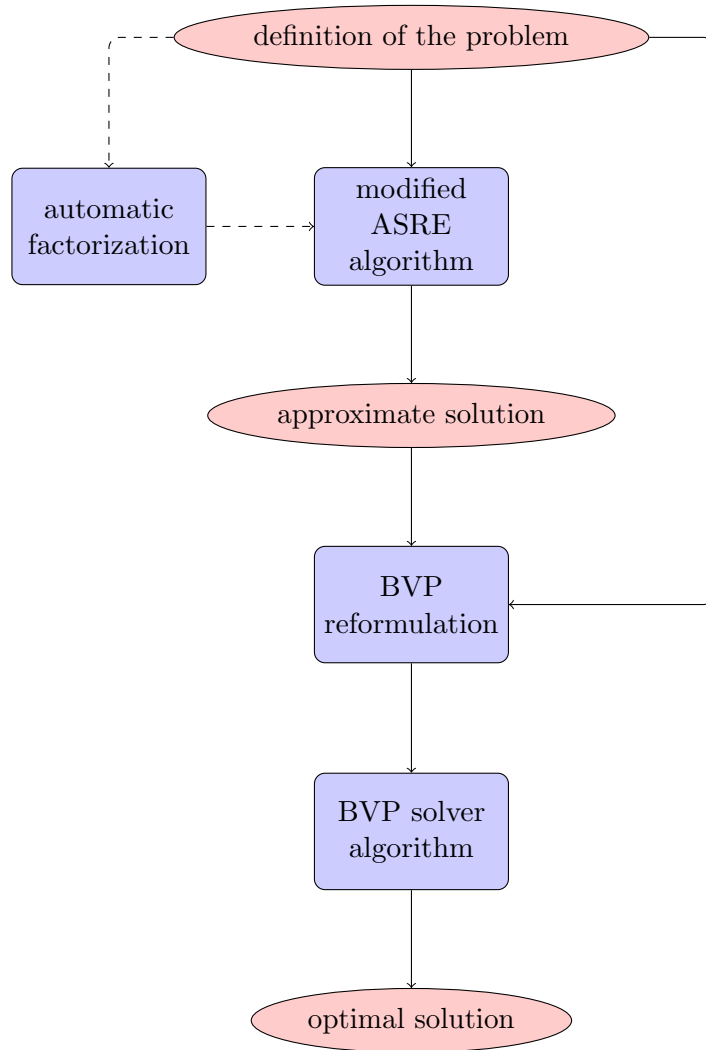 definition of the problem
automatic
factorization
modified
ASRE
algorithm
approximate solution
BVP
reformulation
BVP solver
algorithm
optimal solution